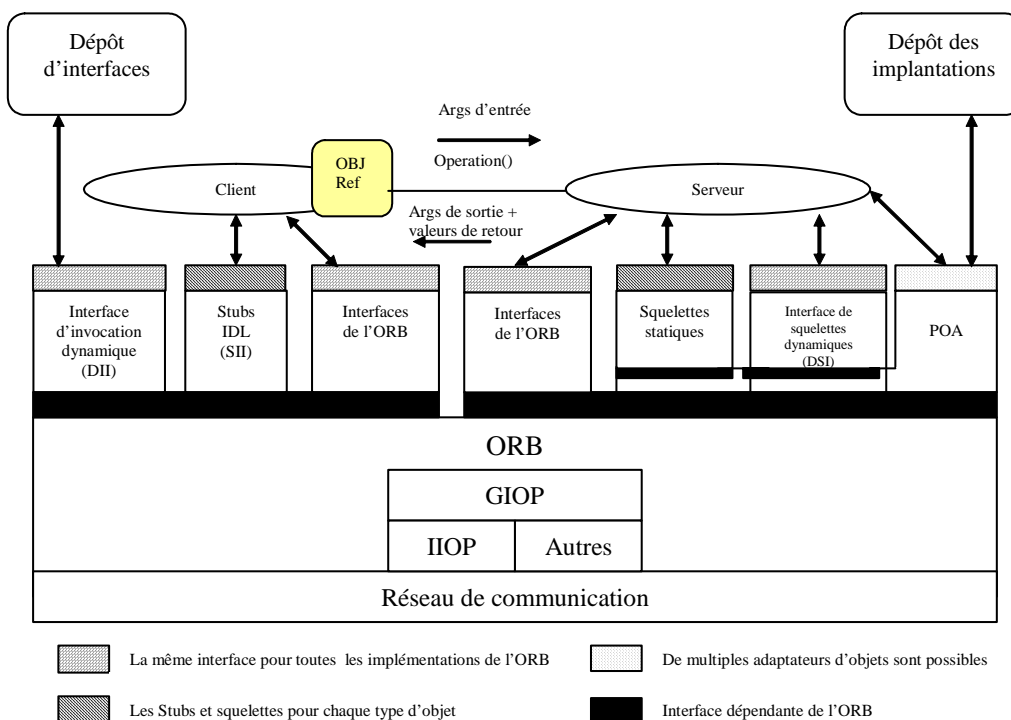 Dépôt
d'interfaces
Dépôt des
implantations
Args d'entrée
Operation()
OBJ
Ref
Client
Serveur
Args de sortie +
valeurs de retour
Interface
d'invocation
dynamique
(DII)
Stubs
IDL
(SII)
Interfaces
de l'ORB
Interfaces
de l'ORB
Squelettes
statiques
Interface de
squelettes
dynamiques
(DSI)
POA
ORB
GIOP
IIOP
Autres
Réseau de communication
La même interface pour toutes les implémentations de l'ORB
De multiples adaptateurs d'objets sont possibles
Les Stubs et squelettes pour chaque type d'objet
Interface dépendante de l'ORB